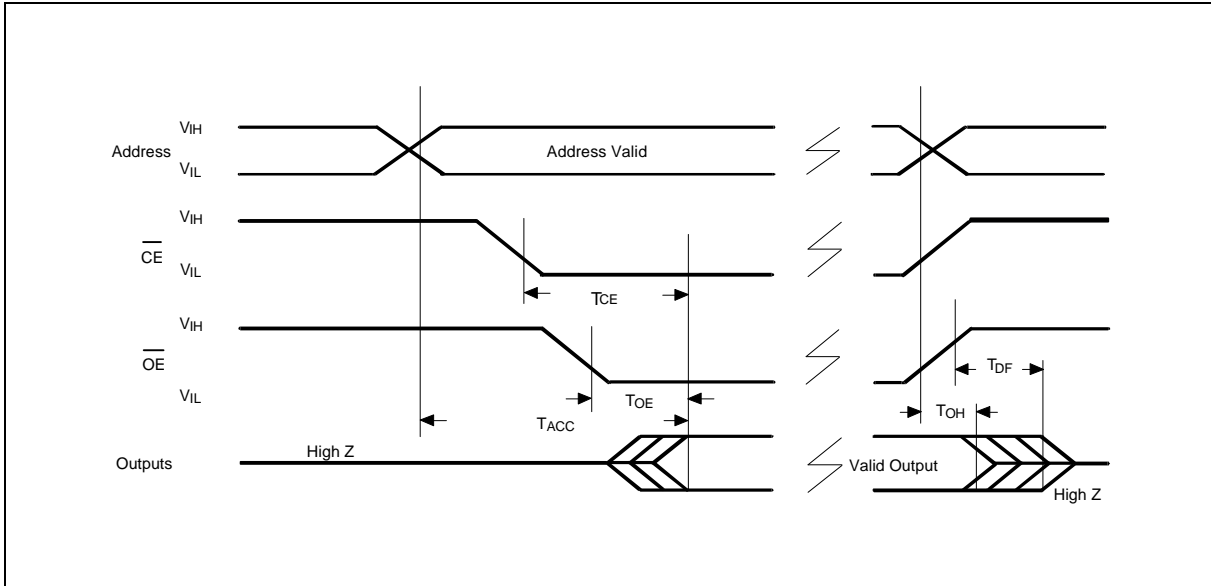 VIH
Address
Address Valid
VIL
VIH
CE
VIL
TCE
VIH
OE
TDF
VIL
TOE
TOH
TACC
High Z
Outputs
Valid Output
High Z